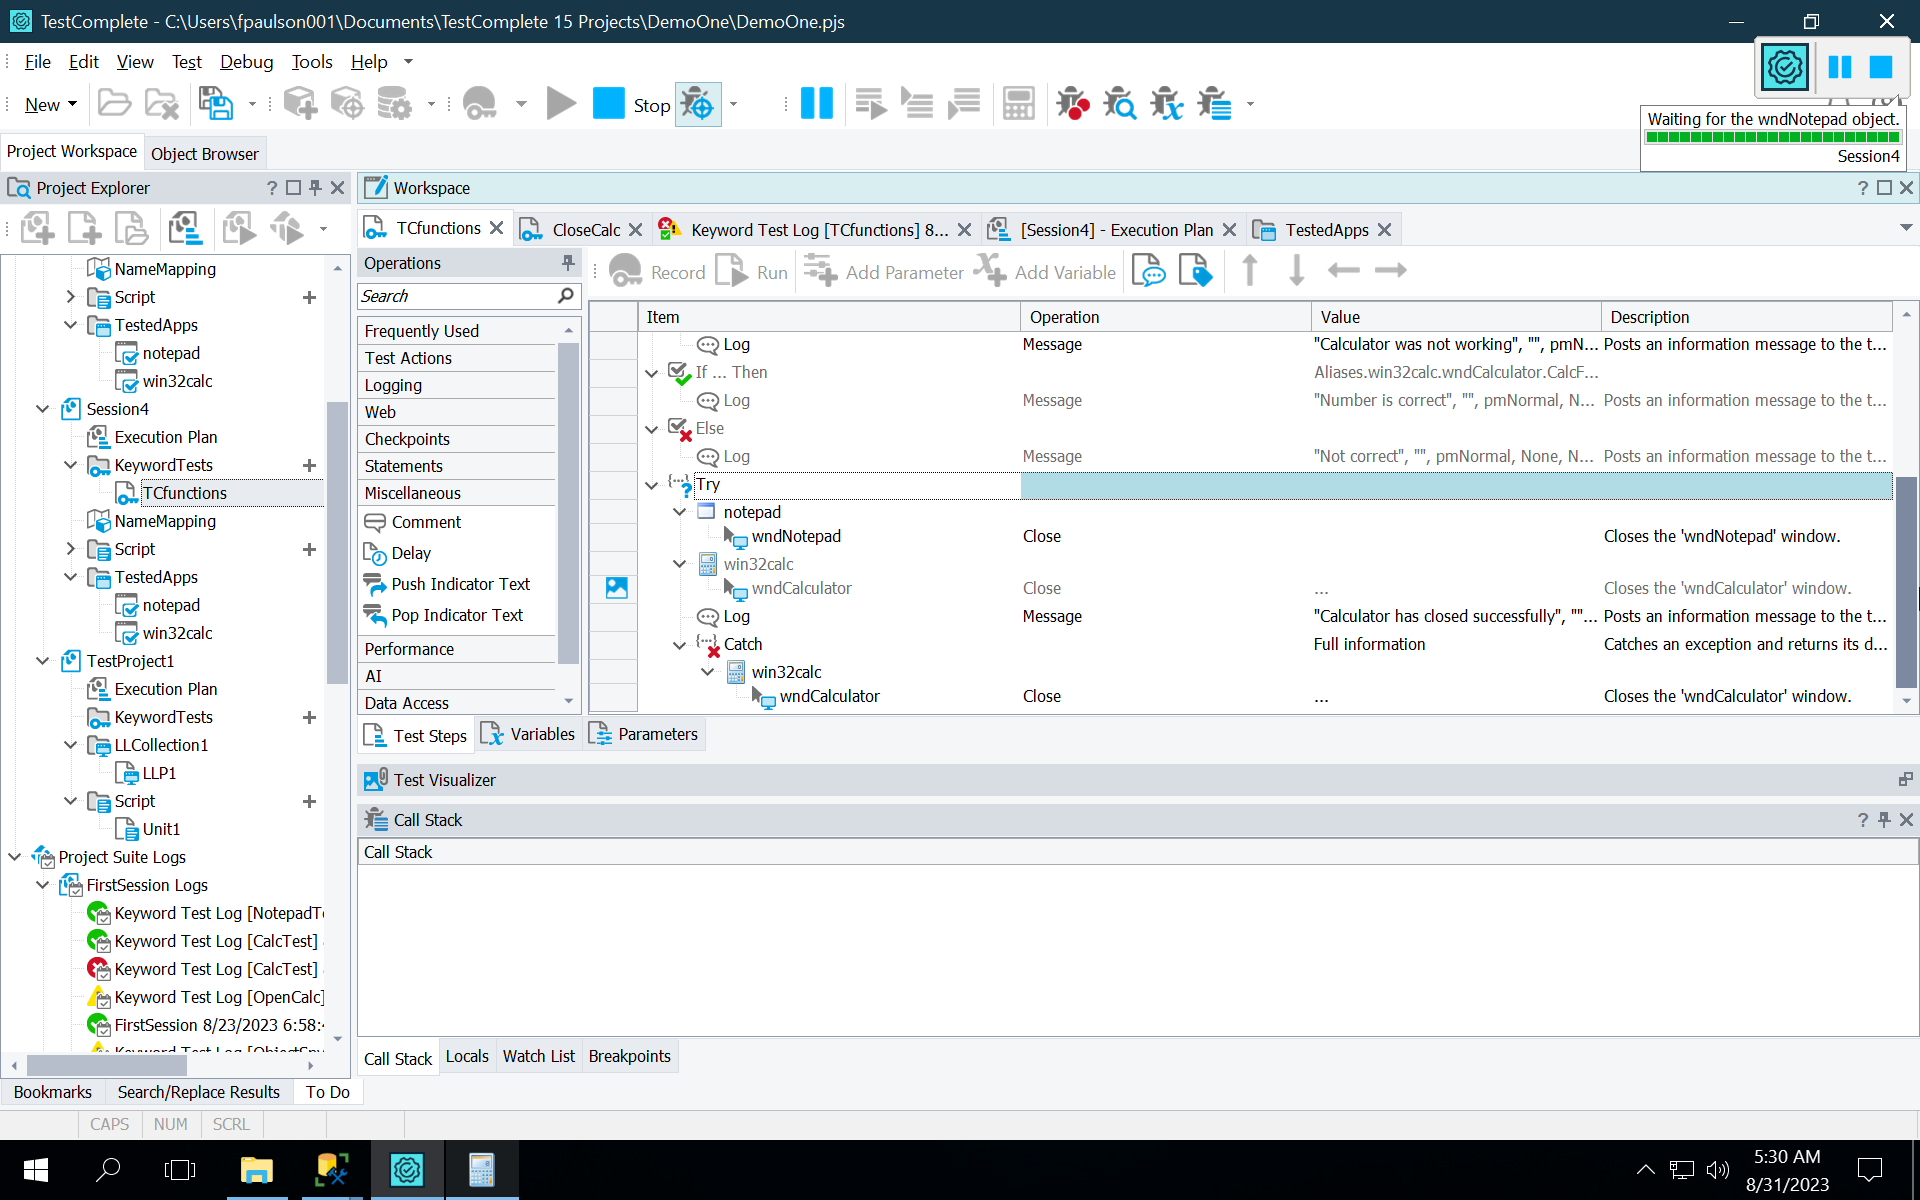 TestComplete - C:\Users\fpaulson001\Documents\TestComplete 15 Projects\DemoOne\DemoOne.pjs
File Edit View Test Debug Tools Help
New Stop
Waiting for the wndNotepad object.
Session4
Project Workspace Object Browser
Project Explorer
NameMapping
Script
TestedApps
notepad
win32calc
Session4
Execution Plan
KeywordTests
TCfunctions
NameMapping
Script
TestedApps
notepad
win32calc
TestProject1
Execution Plan
KeywordTests
LLCollection1
LLP1
Script
Unit1
Project Suite Logs
FirstSession Logs
Keyword Test Log [NotepadTe
Keyword Test Log [CalcTest]
Keyword Test Log [CalcTest]
Keyword Test Log [OpenCalc]
FirstSession 8/23/2023 6:58:4
Keyword Test Log [ObjectSpy
Bookmarks Search/Replace Results To Do
Workspace
TCfunctions CloseCalc Keyword Test Log [TCfunctions] 8... [Session4] - Execution Plan TestedApps
Operations
Search
Frequently Used
Test Actions
Logging
Web
Checkpoints
Statements
Miscellaneous
Comment
Delay
Push Indicator Text
Pop Indicator Text
Performance
AI
Data Access
Record Run Add Parameter Add Variable
Item Operation Value Description
Log Message "Calculator was not working", "", pmN... Posts an information message to the t...
If ... Then Aliases.win32calc.wndCalculator.CalcF...
Log Message "Number is correct", "", pmNormal, N... Posts an information message to the t...
Else
Log Message "Not correct", "", pmNormal, None, N... Posts an information message to the t...
Try
notepad
wndNotepad Close Closes the 'wndNotepad' window.
win32calc
wndCalculator Close ... Closes the 'wndCalculator' window.
Log Message "Calculator has closed successfully", ""... Posts an information message to the t...
Catch Full information Catches an exception and returns its d...
win32calc
wndCalculator Close ... Closes the 'wndCalculator' window.
Test Steps Variables Parameters
Test Visualizer
Call Stack
Call Stack
Call Stack Locals Watch List Breakpoints
CAPS NUM SCRL
5:30 AM
8/31/2023